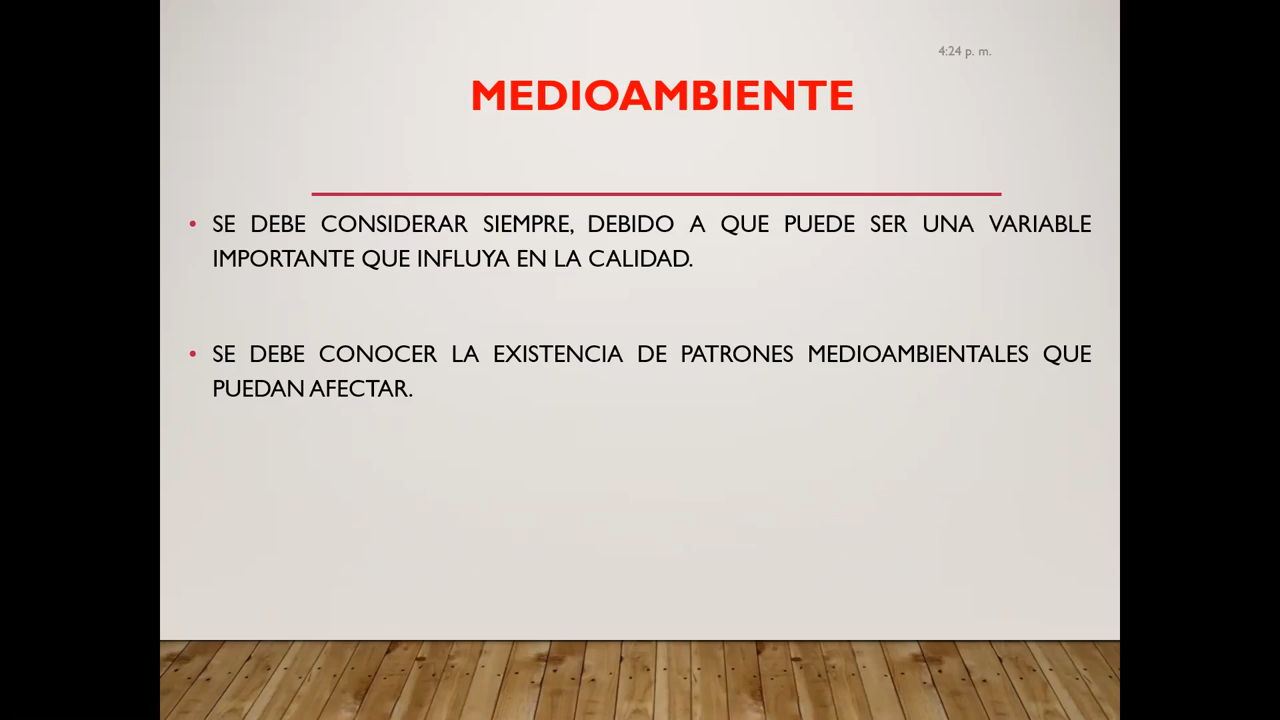 4:24 p. m.
MEDIOAMBIENTE
• SE DEBE CONSIDERAR SIEMPRE, DEBIDO A QUE PUEDE SER UNA VARIABLE
IMPORTANTE QUE INFLUYA EN LA CALIDAD.
• SE DEBE CONOCER LA EXISTENCIA DE PATRONES MEDIOAMBIENTALES QUE
PUEDAN AFECTAR.